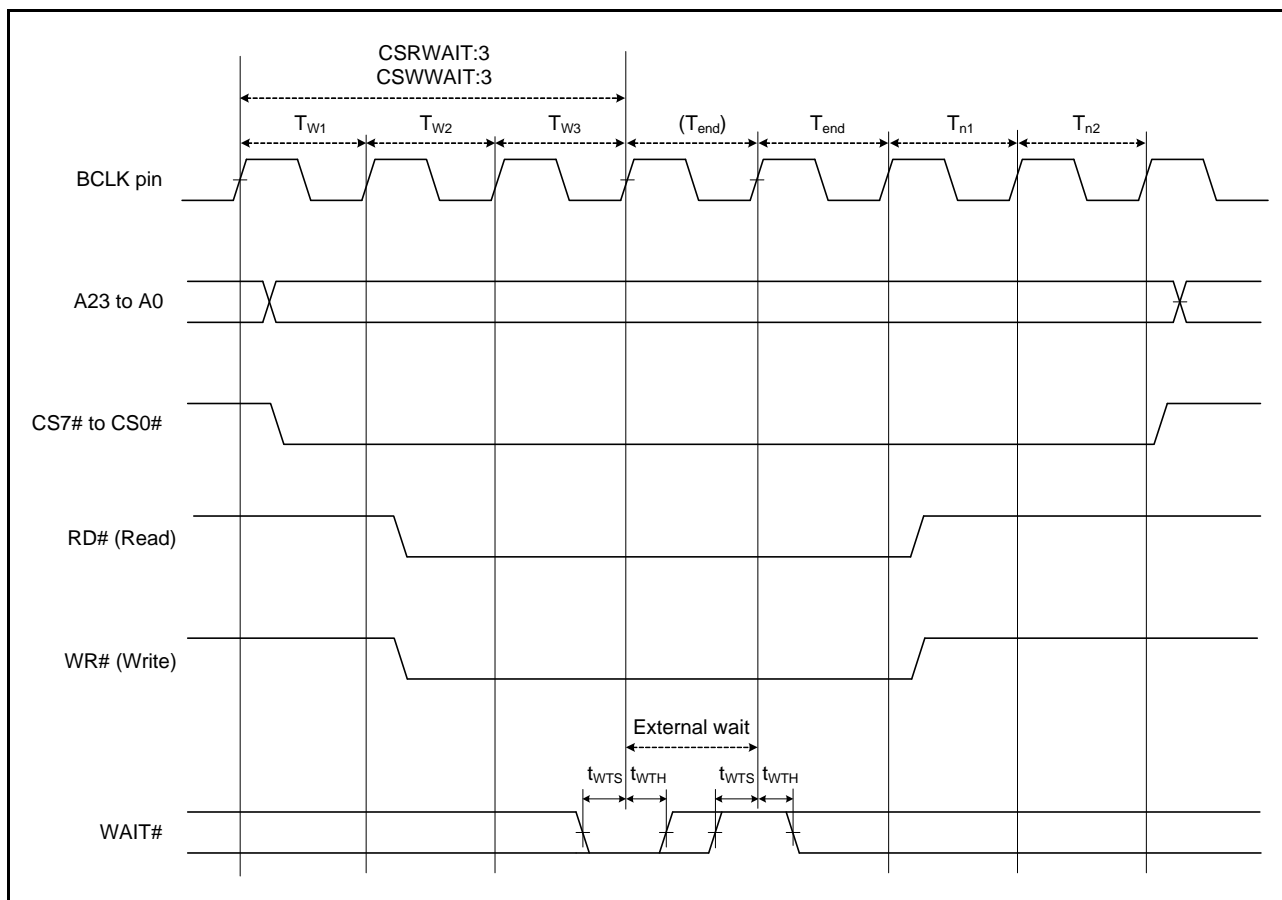 CSRWAIT:3
CSWWAIT:3
TW1 TW2 TW3 (Tend) Tend Tn1 Tn2
BCLK pin
A23 to A0
CS7# to CS0#
RD# (Read)
WR# (Write)
External wait
tWTS tWTH tWTS tWTH
WAIT#